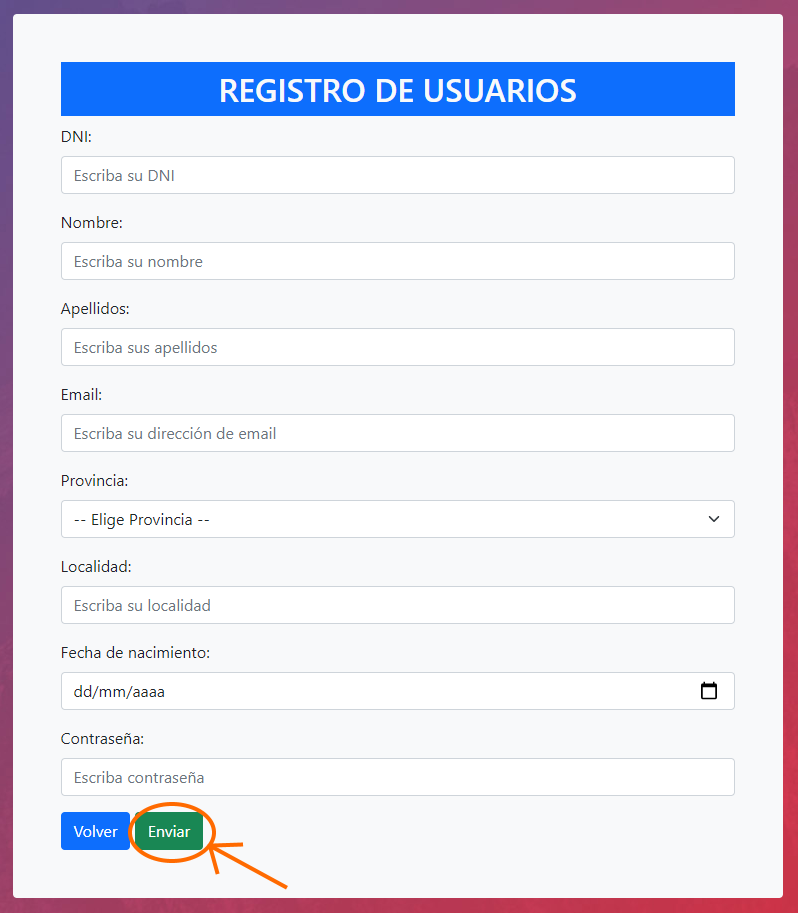 REGISTRO DE USUARIOS
DNI:
Escriba su DNI
Nombre:
Escriba su nombre
Apellidos:
Escriba sus apellidos
Email:
Escriba su dirección de email
Provincia:
-- Elige Provincia --
Localidad:
Escriba su localidad
Fecha de nacimiento:
dd/mm/aaaa
Contraseña:
Escriba contraseña
Volver Enviar